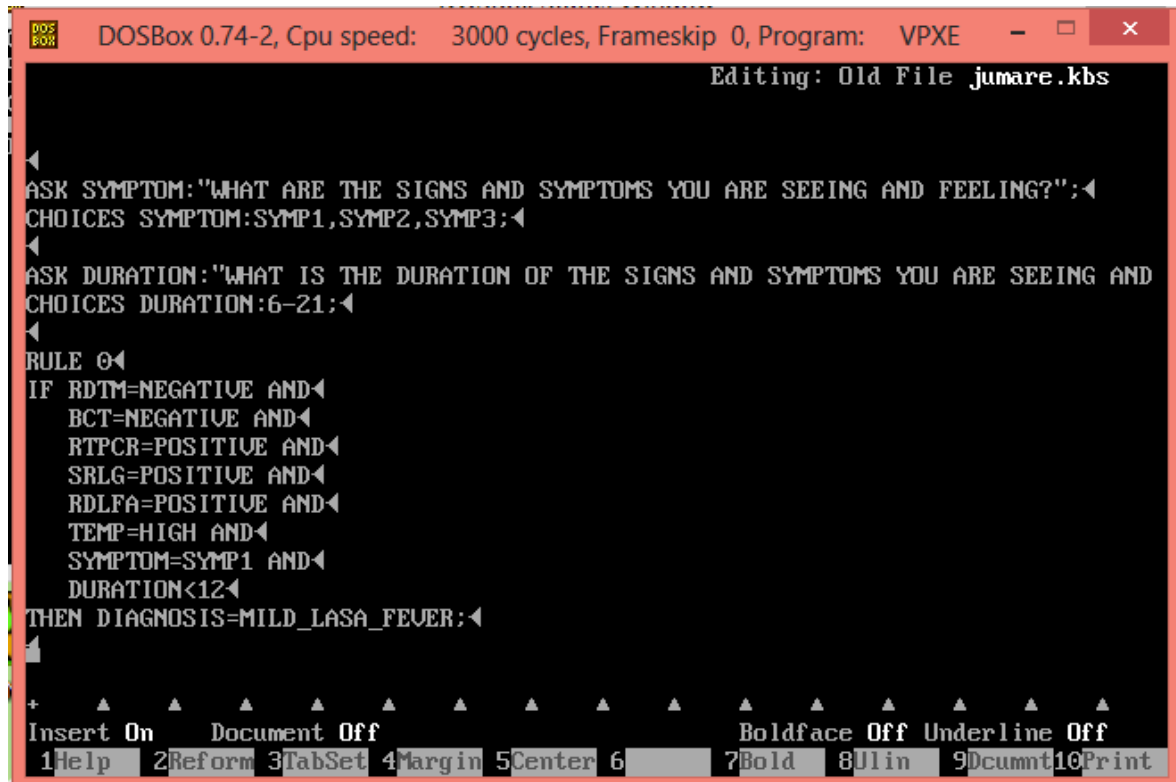 DOS
BOX
DOSBox 0.74-2, Cpu speed: 3000 cycles, Frameskip 0, Program: VPXE
Editing: Old File jumare.kbs
ASK SYMPTOM:"WHAT ARE THE SIGNS AND SYMPTOMS YOU ARE SEEING AND FEELING?";
CHOICES SYMPTOM:SYMP1,SYMP2,SYMP3;
ASK DURATION:"WHAT IS THE DURATION OF THE SIGNS AND SYMPTOMS YOU ARE SEEING AND
CHOICES DURATION:6-21;
RULE 0
IF RDTM=NEGATIVE AND
BCT=NEGATIVE AND
RTPCR=POSITIVE AND
SRLG=POSITIVE AND
RDLFA=POSITIVE AND
TEMP=HIGH AND
SYMPTOM=SYMP1 AND
DURATION<12
THEN DIAGNOSIS=MILD_LASA_FEVER;
Insert On Document Off Boldface Off Underline Off
1Help 2Reform 3TabSet 4Margin 5Center 6 7Bold 8Ulin 9Dcumnt 10Print